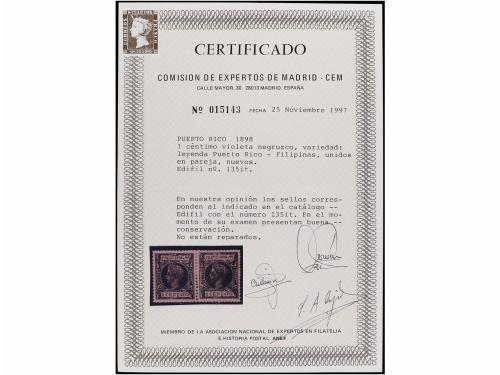 CERTIFICADO
COMISION DE EXPERTOS DE MADRID - CEM
CALLE MAYOR, 30. 28013 MADRID. ESPAÑA
Nº 015143 FECHA 25 Noviembre 1997
PUERTO RICO 1898
1 céntimo violeta negruzco, variedad:
leyenda Puerto Rico - Filipinas, unidos
en pareja, nuevos.
Edifil nº. 135it.
En nuestra opinión los sellos corres-
ponden al indicado en el catálogo --
Edifil con el número 135it. En el mo-
mento de su examen presentan buena --
conservación.
No están reparados.
MIEMBRO DE LA ASOCIACION NACIONAL DE EXPERTOS EN FILATELIA
E HISTORIA POSTAL. ANEF